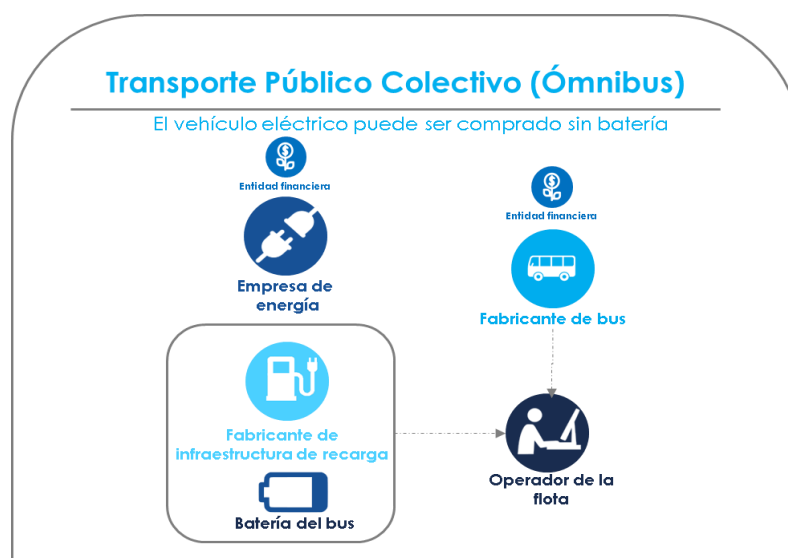 Transporte Público Colectivo (Ómnibus)
El vehículo eléctrico puede ser comprado sin batería
$
Entidad financiera
Empresa de
energía
$
Entidad financiera
Fabricante de bus
Fabricante de
infraestructura de recarga
Batería del bus
Operador de la
flota